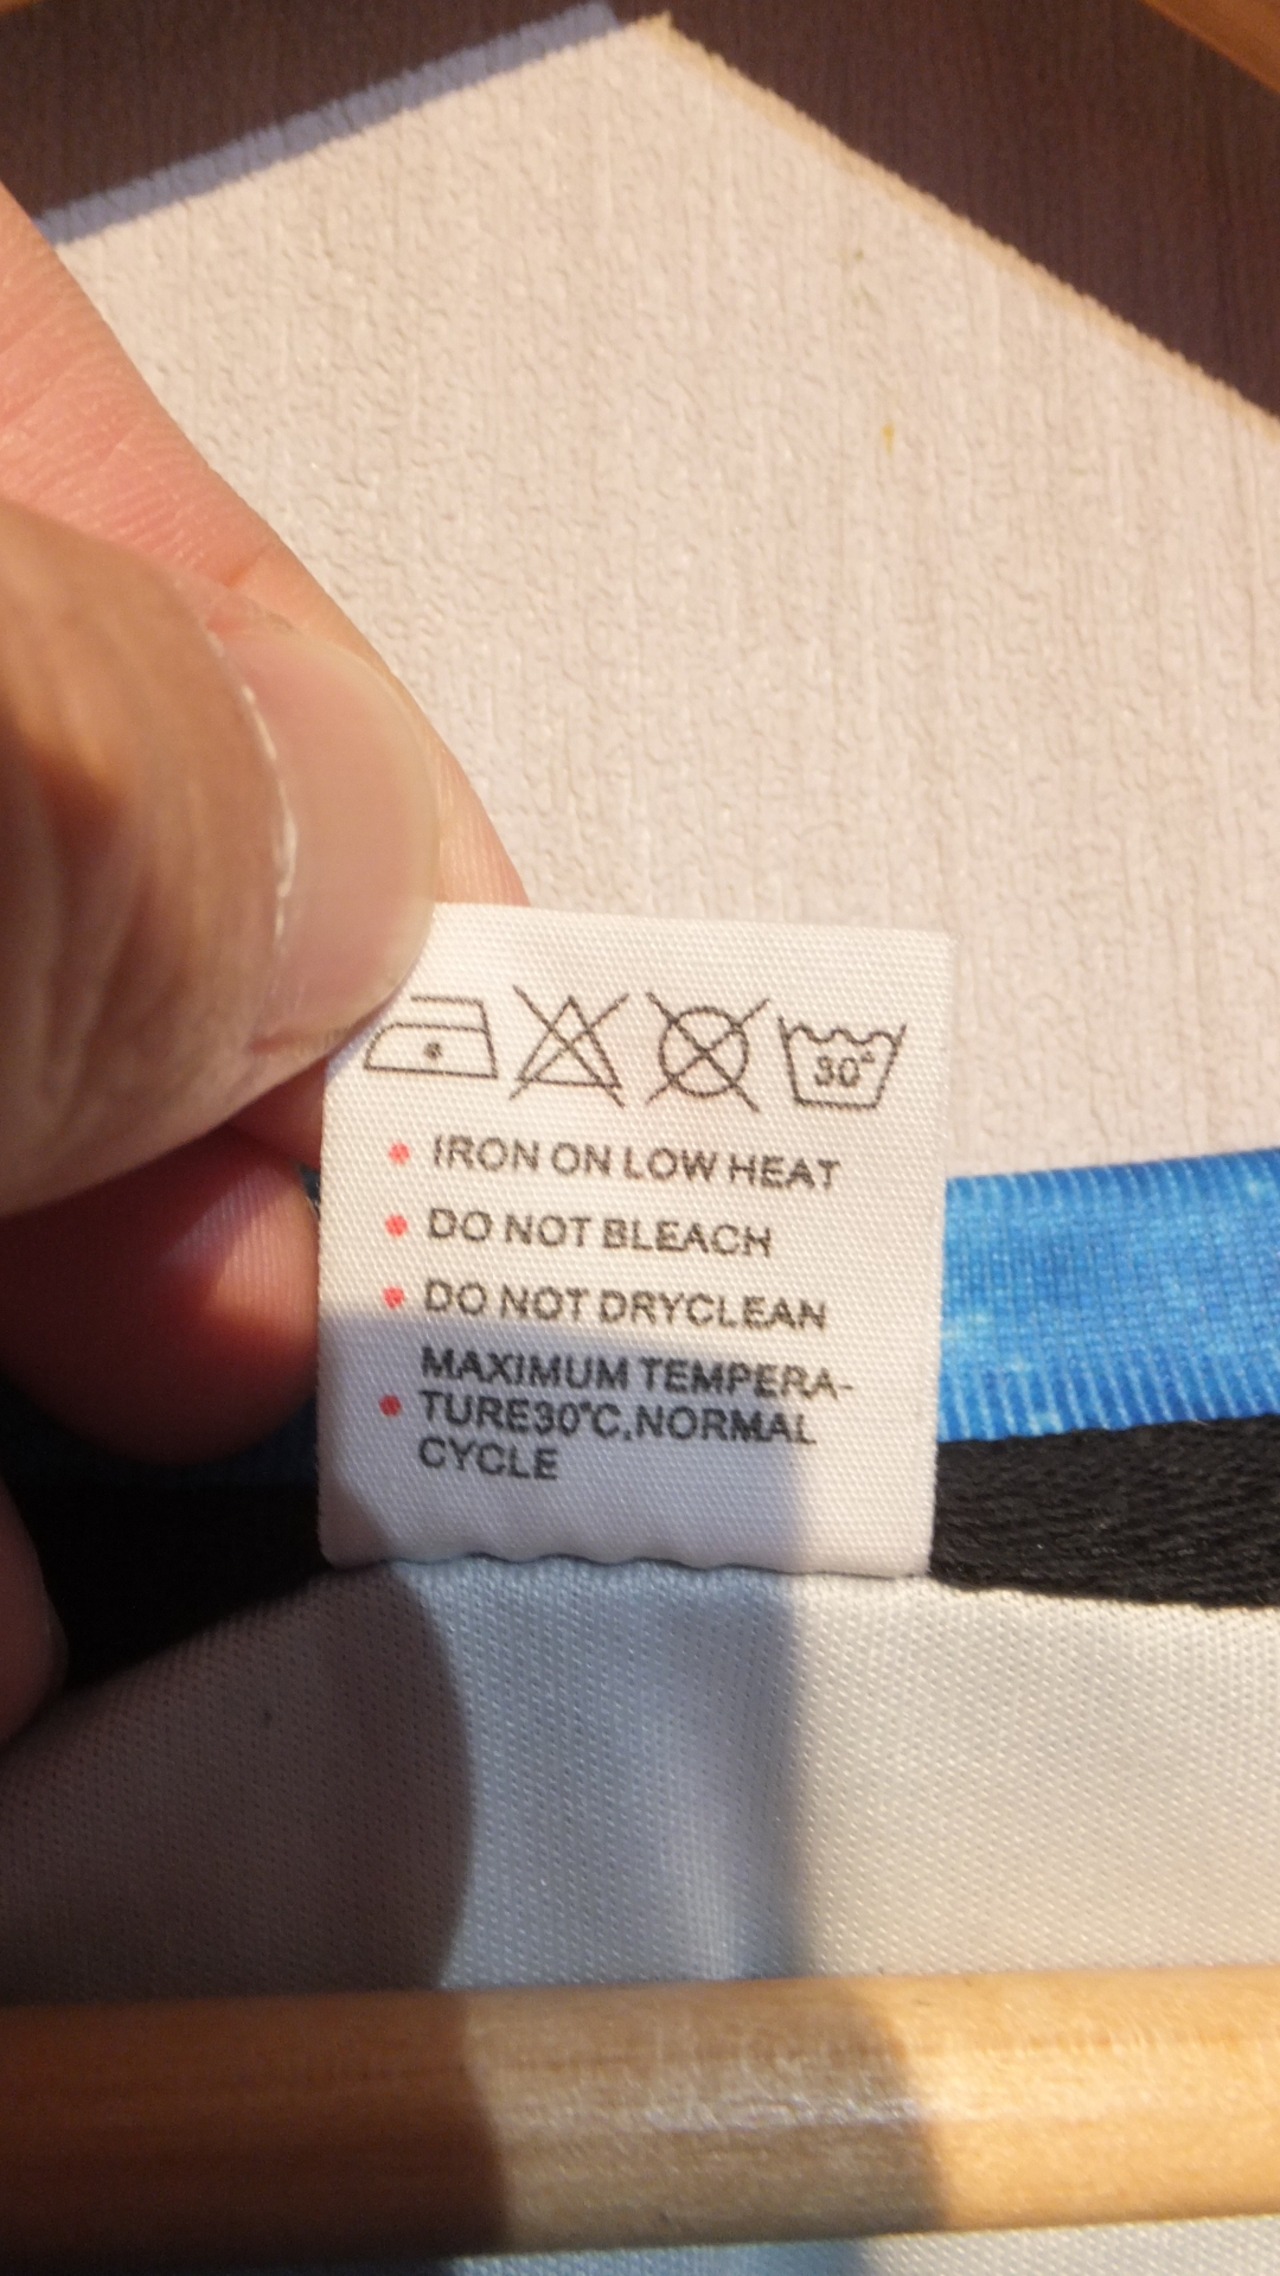 30°
• IRON ON LOW HEAT
• DO NOT BLEACH
• DO NOT DRYCLEAN
MAXIMUM TEMPERA-
• TURE30°C,NORMAL
CYCLE